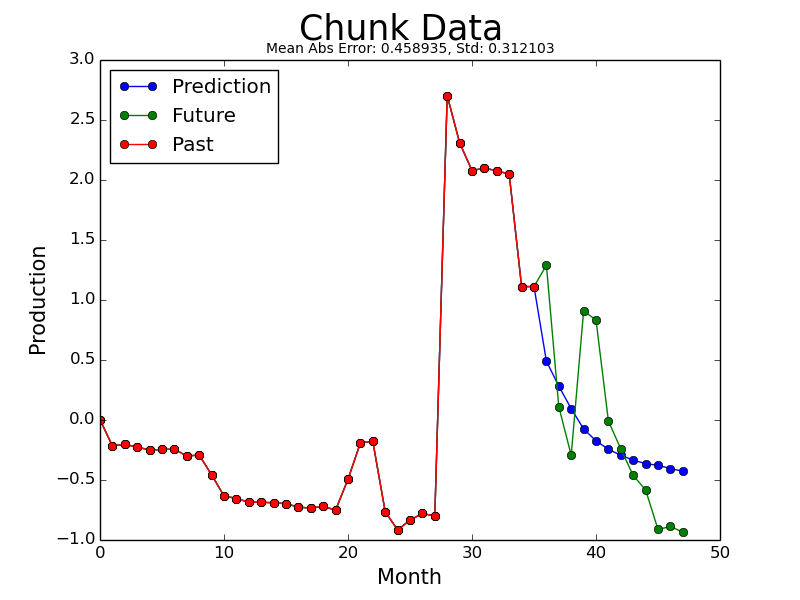 Chunk Data
Mean Abs Error: 0.458935, Std: 0.312103
Prediction
Future
Past
Production
3.0
2.5
2.0
1.5
1.0
0.5
0.0
−0.5
−1.0
0 10 20 30 40 50
Month